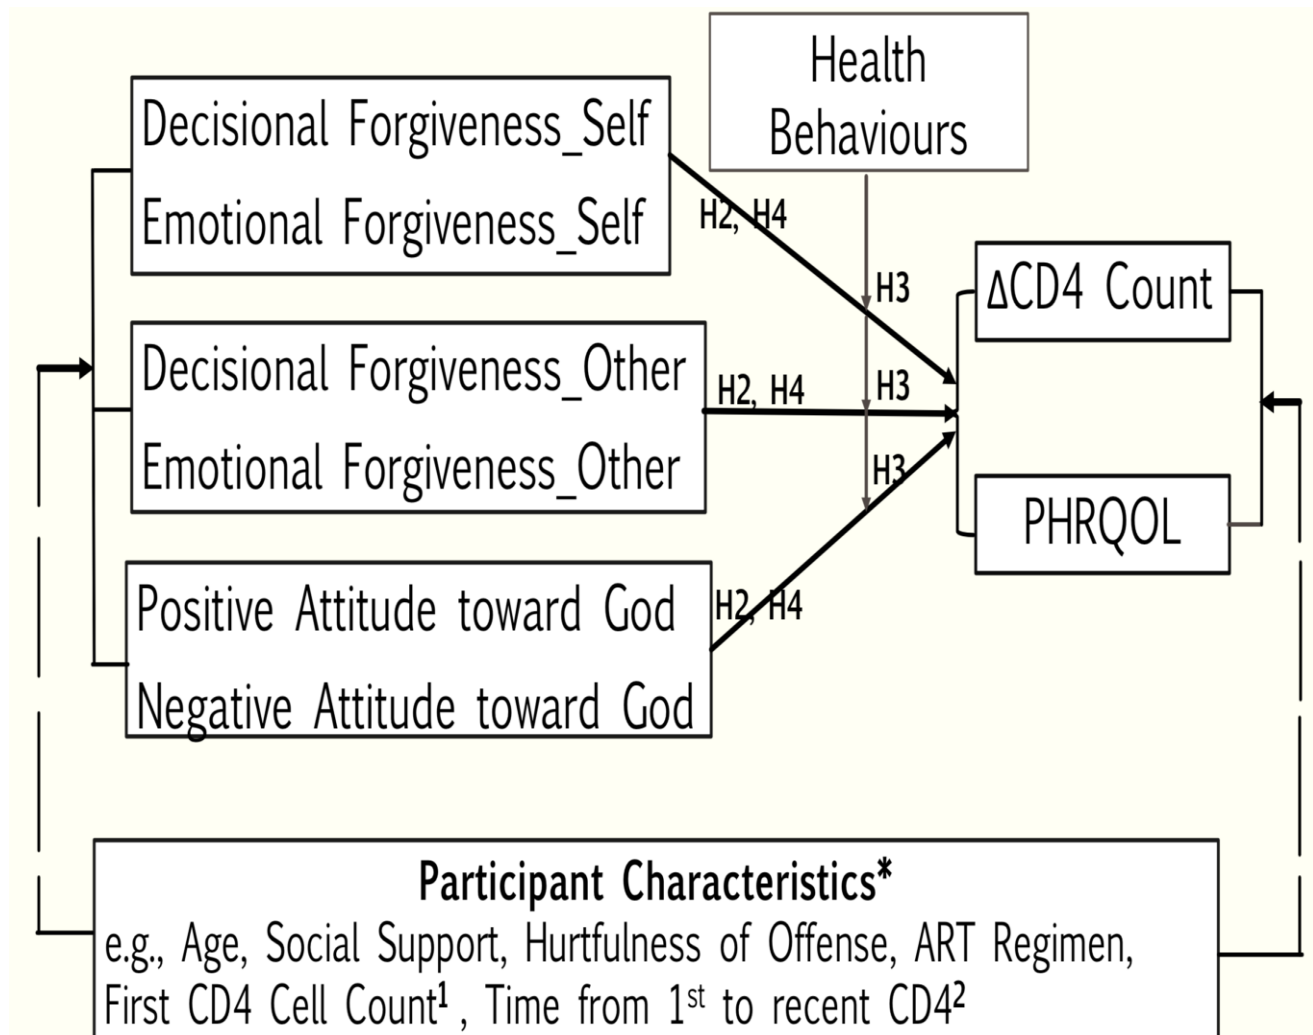 Health
Behaviours
Decisional Forgiveness_Self
Emotional Forgiveness_Self
H2, H4
H3
ΔCD4 Count
Decisional Forgiveness_Other
Emotional Forgiveness_Other
H2, H4
H3
H3
PHRQOL
Positive Attitude toward God
Negative Attitude toward God
H2, H4
Participant Characteristics*
e.g., Age, Social Support, Hurtfulness of Offense, ART Regimen,
First CD4 Cell Count¹ , Time from 1ˢᵗ to recent CD4²